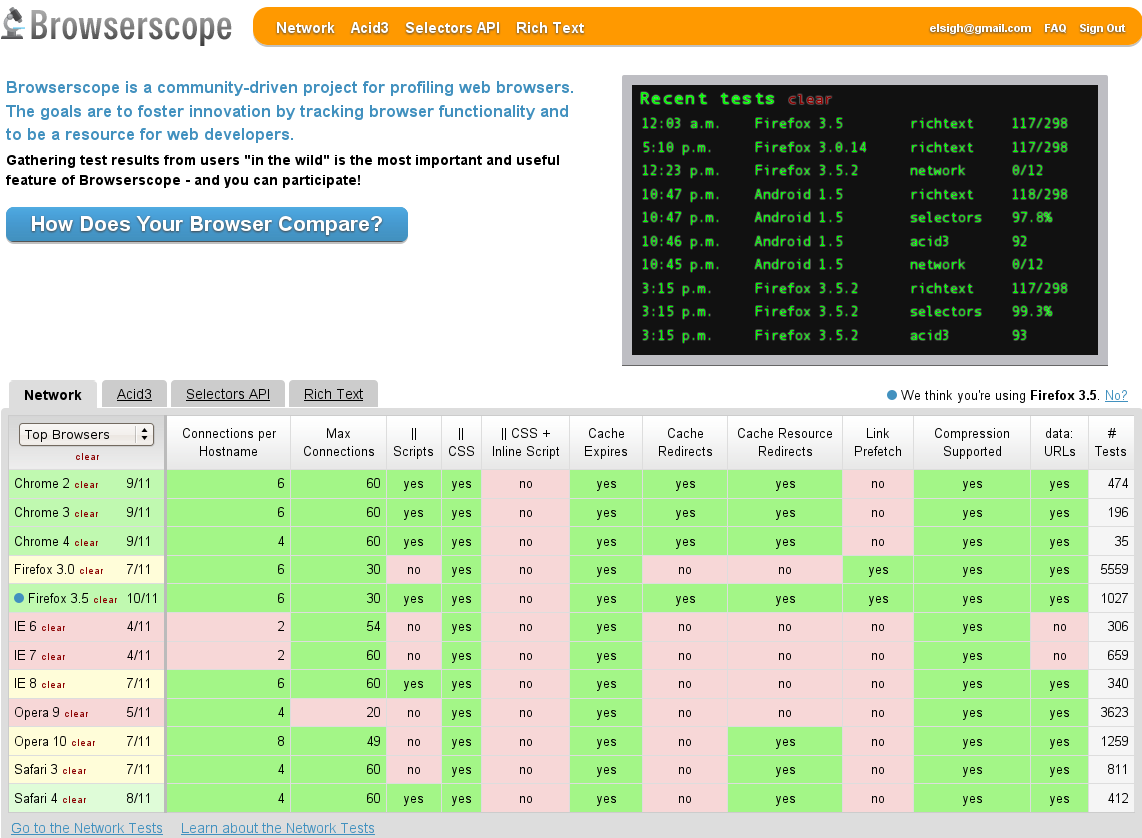 Browserscope
Network Acid3 Selectors API Rich Text
elsigh@gmail.com FAQ Sign Out
Browserscope is a community-driven project for profiling web browsers.
The goals are to foster innovation by tracking browser functionality and
to be a resource for web developers.
Gathering test results from users "in the wild" is the most important and useful
feature of Browserscope - and you can participate!
How Does Your Browser Compare?
Recent tests clear
12:03 a.m. Firefox 3.5 richtext 117/298
5:10 p.m. Firefox 3.0.14 richtext 117/298
12:23 p.m. Firefox 3.5.2 network 0/12
10:47 p.m. Android 1.5 richtext 118/298
10:47 p.m. Android 1.5 selectors 97.8%
10:46 p.m. Android 1.5 acid3 92
10:45 p.m. Android 1.5 network 0/12
3:15 p.m. Firefox 3.5.2 richtext 117/298
3:15 p.m. Firefox 3.5.2 selectors 99.3%
3:15 p.m. Firefox 3.5.2 acid3 93
Network Acid3 Selectors API Rich Text
We think you're using Firefox 3.5. No?
Top Browsers
clear
Connections per
Hostname
Max
Connections
||
Scripts
||
CSS
|| CSS +
Inline Script
Cache
Expires
Cache
Redirects
Cache Resource
Redirects
Link
Prefetch
Compression
Supported
data:
URLs
#
Tests
Chrome 2 clear 9/11 6 60 yes yes no yes yes yes no yes yes 474
Chrome 3 clear 9/11 6 60 yes yes no yes yes yes no yes yes 196
Chrome 4 clear 9/11 4 60 yes yes no yes yes yes no yes yes 35
Firefox 3.0 clear 7/11 6 30 no yes no yes no no yes yes yes 5559
Firefox 3.5 clear 10/11 6 30 yes yes no yes yes yes yes yes yes 1027
IE 6 clear 4/11 2 54 no yes no yes no no no yes no 306
IE 7 clear 4/11 2 60 no yes no yes no no no yes no 659
IE 8 clear 7/11 6 60 yes yes no yes no no no yes yes 340
Opera 9 clear 5/11 4 20 no yes no yes no no no yes yes 3623
Opera 10 clear 7/11 8 49 no yes no yes no yes no yes yes 1259
Safari 3 clear 7/11 4 60 no yes no yes no yes no yes yes 811
Safari 4 clear 8/11 4 60 yes yes no yes no yes no yes yes 412
Go to the Network Tests Learn about the Network Tests